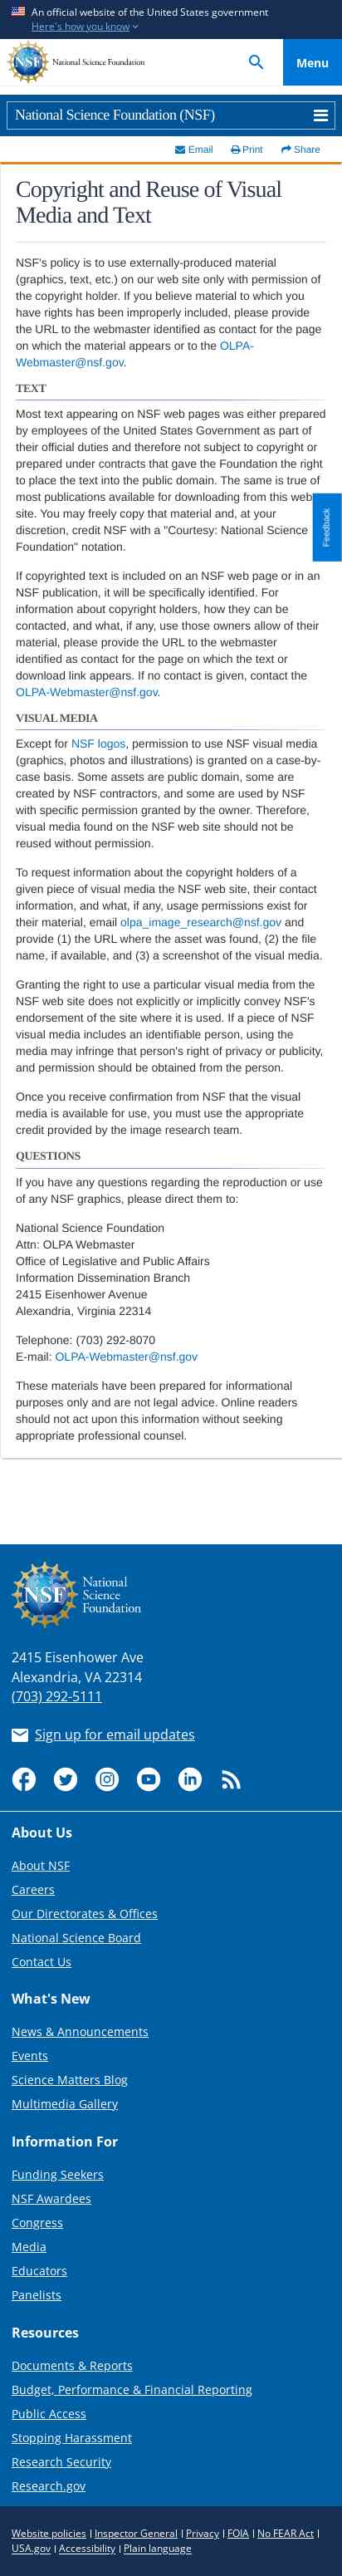 An official website of the United States government
Here's how you know
National Science Foundation
Menu
National Science Foundation (NSF)
Email
Print
Share
Copyright and Reuse of Visual
Media and Text
NSF's policy is to use externally-produced material
(graphics, text, etc.) on our web site only with permission of
the copyright holder. If you believe material to which you
have rights has been improperly included, please provide
the URL to the webmaster identified as contact for the page
on which the material appears or to the OLPA-
Webmaster@nsf.gov.
TEXT
Most text appearing on NSF web pages was either prepared
by employees of the United States Government as part of
their official duties and therefore not subject to copyright or
prepared under contracts that gave the Foundation the right
to place the text into the public domain. The same is true of
most publications available for downloading from this web
site. You may freely copy that material and, at your
discretion, credit NSF with a "Courtesy: National Science
Foundation" notation.
Feedback
If copyrighted text is included on an NSF web page or in an
NSF publication, it will be specifically identified. For
information about copyright holders, how they can be
contacted, and what, if any, use those owners allow of their
material, please provide the URL to the webmaster
identified as contact for the page on which the text or
download link appears. If no contact is given, contact the
OLPA-Webmaster@nsf.gov.
VISUAL MEDIA
Except for NSF logos, permission to use NSF visual media
(graphics, photos and illustrations) is granted on a case-by-
case basis. Some assets are public domain, some are
created by NSF contractors, and some are used by NSF
with specific permission granted by the owner. Therefore,
visual media found on the NSF web site should not be
reused without permission.
To request information about the copyright holders of a
given piece of visual media the NSF web site, their contact
information, and what, if any, usage permissions exist for
their material, email olpa_image_research@nsf.gov and
provide (1) the URL where the asset was found, (2) the file
name, if available, and (3) a screenshot of the visual media.
Granting the right to use a particular visual media from the
NSF web site does not explicitly or implicitly convey NSF's
endorsement of the site where it is used. If a piece of NSF
visual media includes an identifiable person, using the
media may infringe that person's right of privacy or publicity,
and permission should be obtained from the person.
Once you receive confirmation from NSF that the visual
media is available for use, you must use the appropriate
credit provided by the image research team.
QUESTIONS
If you have any questions regarding the reproduction or use
of any NSF graphics, please direct them to:
National Science Foundation
Attn: OLPA Webmaster
Office of Legislative and Public Affairs
Information Dissemination Branch
2415 Eisenhower Avenue
Alexandria, Virginia 22314
Telephone: (703) 292-8070
E-mail: OLPA-Webmaster@nsf.gov
These materials have been prepared for informational
purposes only and are not legal advice. Online readers
should not act upon this information without seeking
appropriate professional counsel.
NSF
National
Science
Foundation
2415 Eisenhower Ave
Alexandria, VA 22314
(703) 292-5111
Sign up for email updates
About Us
About NSF
Careers
Our Directorates & Offices
National Science Board
Contact Us
What's New
News & Announcements
Events
Science Matters Blog
Multimedia Gallery
Information For
Funding Seekers
NSF Awardees
Congress
Media
Educators
Panelists
Resources
Documents & Reports
Budget, Performance & Financial Reporting
Public Access
Stopping Harassment
Research Security
Research.gov
Website policies | Inspector General | Privacy | FOIA | No FEAR Act |
USA.gov | Accessibility | Plain language